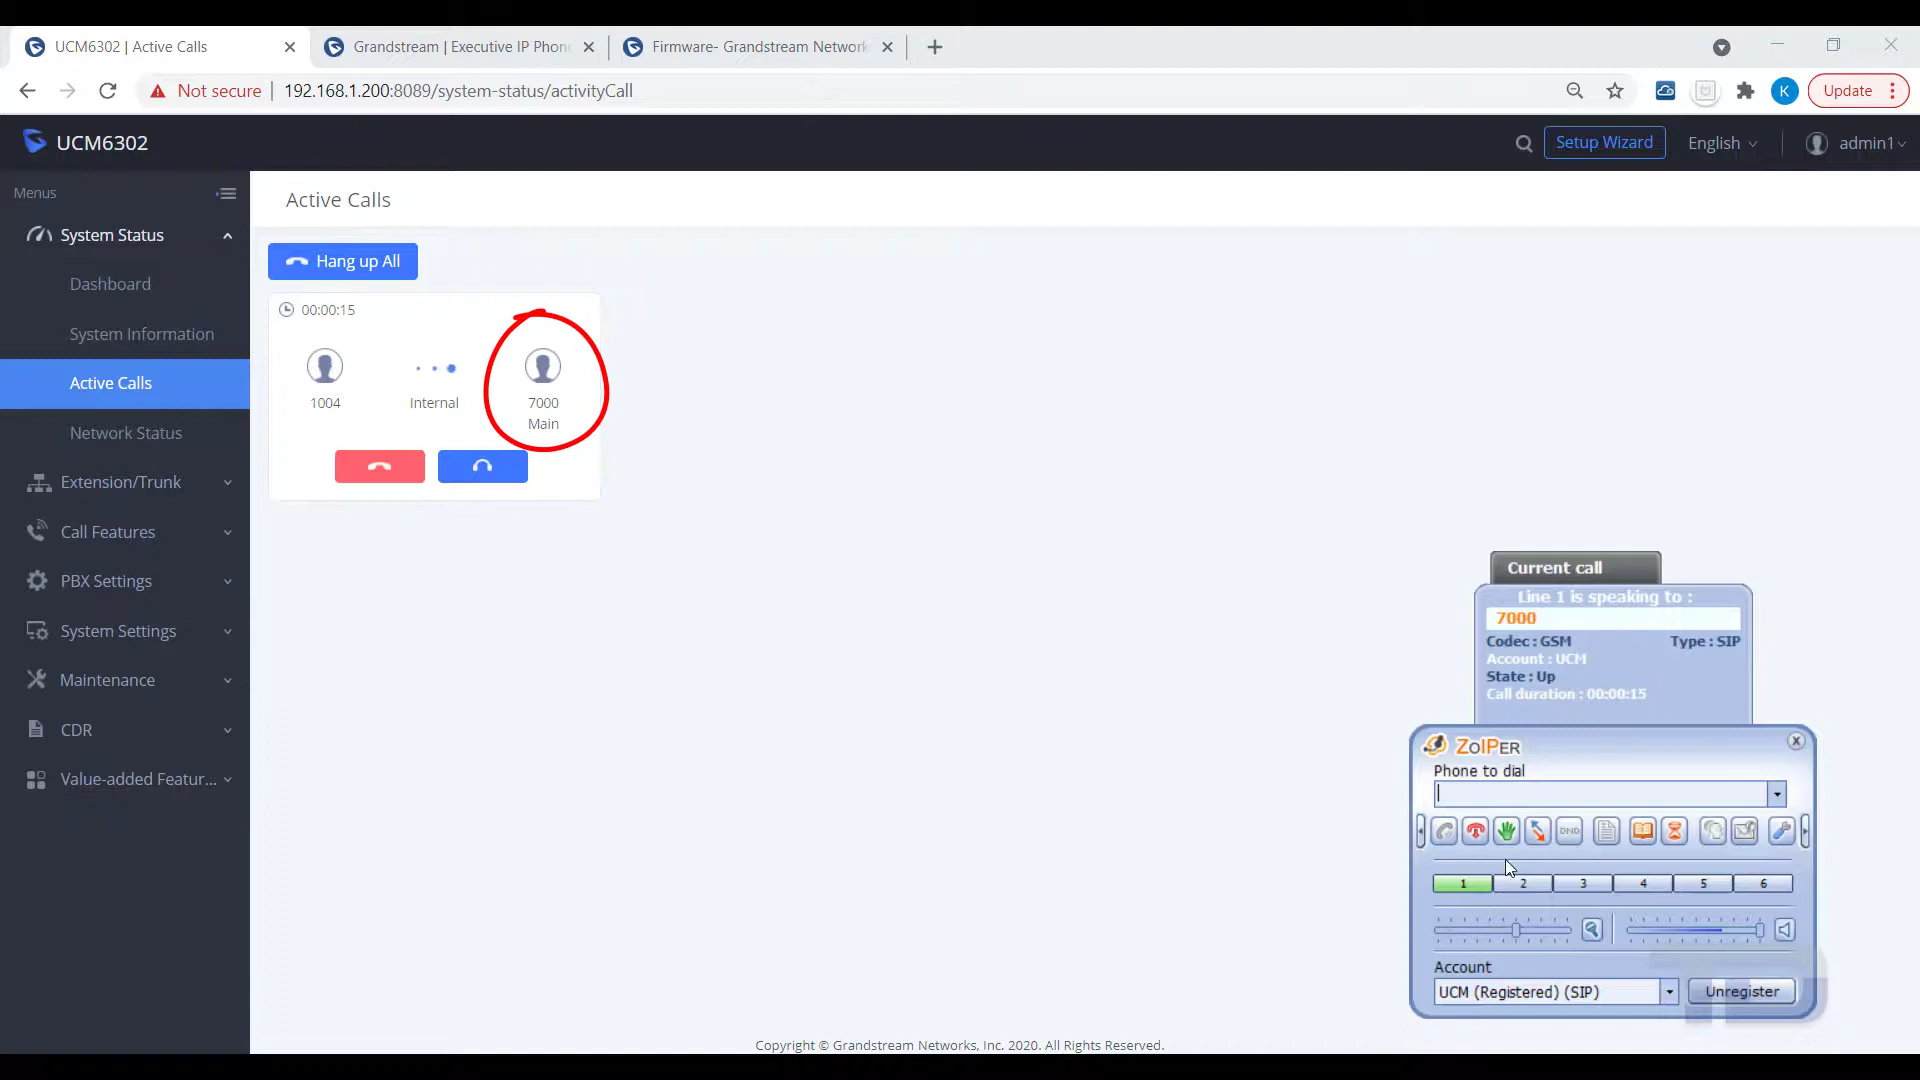 UCM6302 | Active Calls
Grandstream | Executive IP Phon
Firmware- Grandstream Network
Not secure
192.168.1.200:8089/system-status/activityCall
K
Update
UCM6302
Setup Wizard
English
admin1
Menus
System Status
Dashboard
System Information
Active Calls
Network Status
Extension/Trunk
Call Features
PBX Settings
System Settings
Maintenance
CDR
Value-added Featur...
Active Calls
Hang up All
00:00:15
1004
Internal
7000
Main
Current call
Line 1 is speaking to :
7000
Codec : GSM
Type : SIP
Account : UCM
State : Up
Call duration : 00:00:15
ZOIPER
Phone to dial
DND
1 2 3 4 5 6
Account
UCM (Registered) (SIP)
Unregister
Copyright © Grandstream Networks, Inc. 2020. All Rights Reserved.